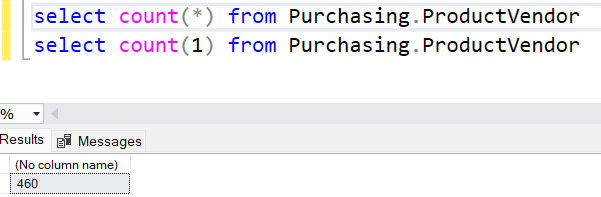 select count(*) from Purchasing.ProductVendor
select count(1) from Purchasing.ProductVendor
%
Results Messages
(No column name)
460